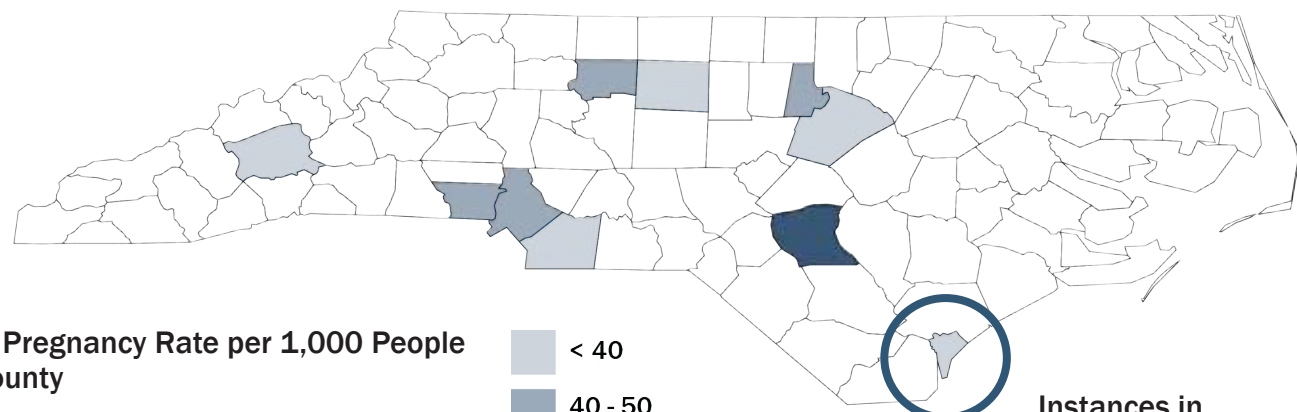 Pregnancy Rate per 1,000 People
ounty
< 40
40 - 50
Instances in